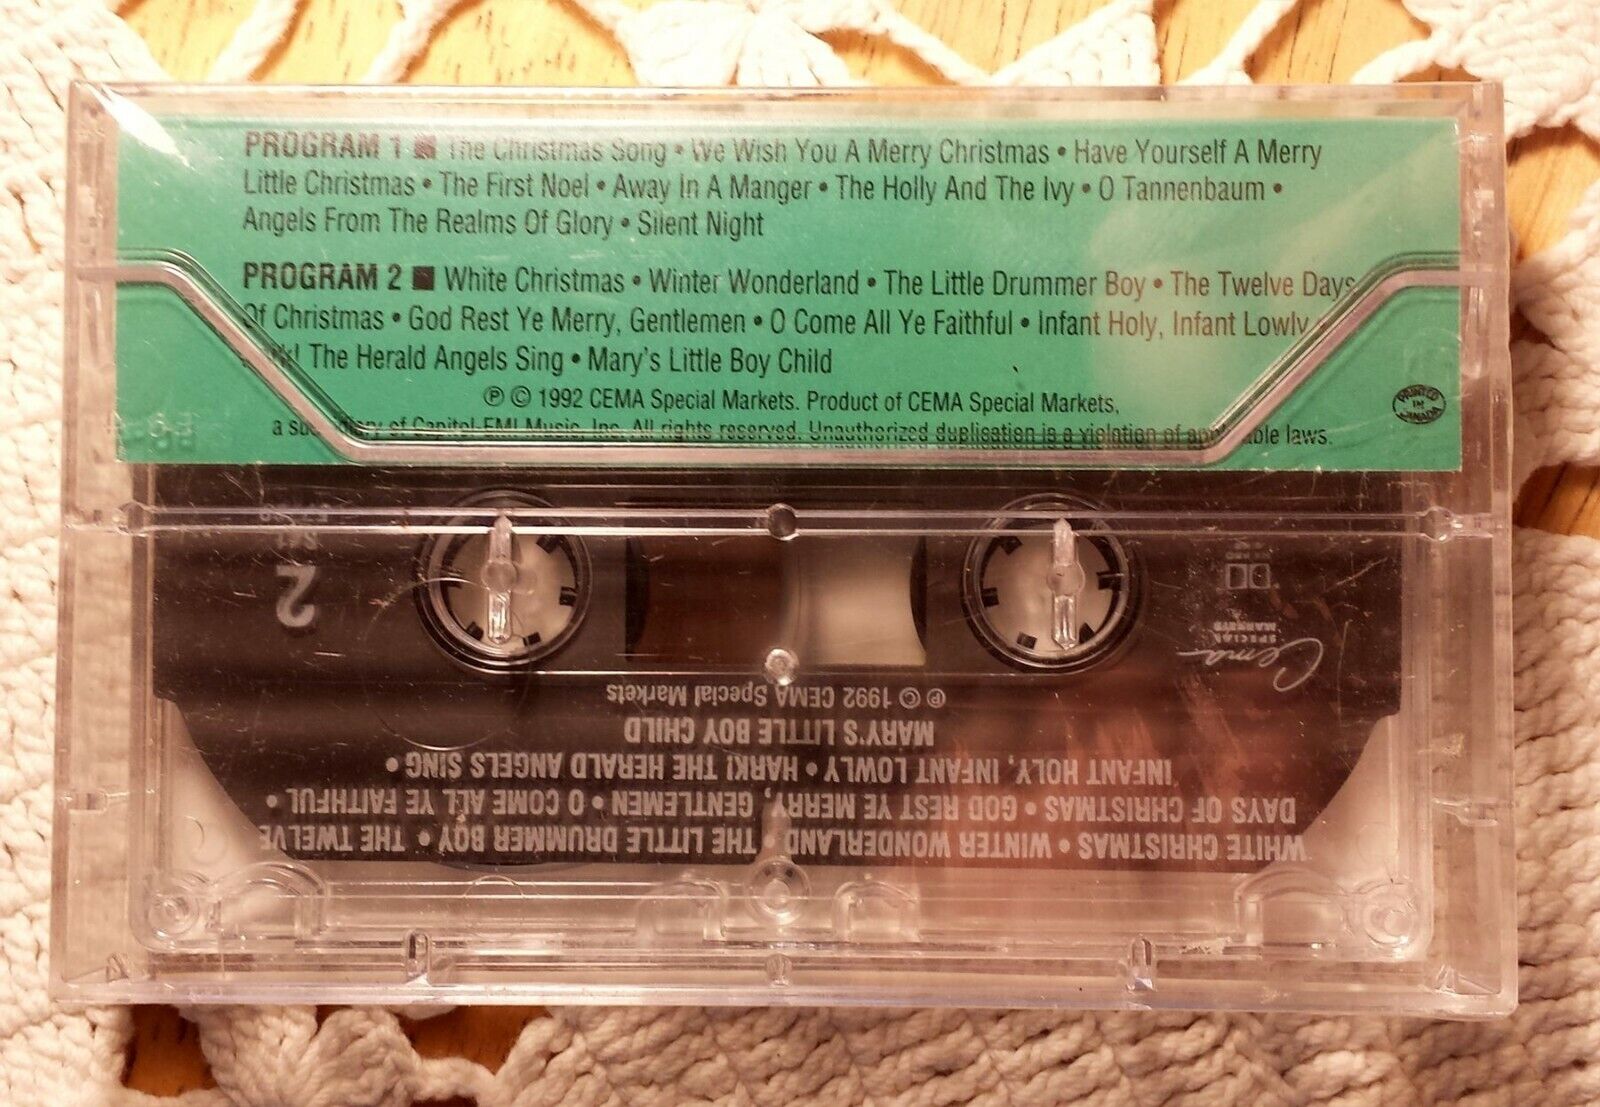 PROGRAM 1 ■ The Christmas Song • We Wish You A Merry Christmas • Have Yourself A Merry
Little Christmas • The First Noel • Away In A Manger • The Holly And The Ivy • O Tannenbaum •
Angels From The Realms Of Glory • Silent Night
PROGRAM 2 ■ White Christmas • Winter Wonderland • The Little Drummer Boy • The Twelve Days
Of Christmas • God Rest Ye Merry, Gentlemen • O Come All Ye Faithful • Infant Holy, Infant Lowly •
Hark! The Herald Angels Sing • Mary's Little Boy Child
℗ © 1992 CEMA Special Markets. Product of CEMA Special Markets,
a subsidiary of Capitol-EMI Music, Inc. All rights reserved. Unauthorized duplication is a violation of applicable laws.
PRINTED
IN
CANADA
2
Cema
SPECIAL
MARKETS
℗ © 1992 CEMA Special Markets
WHITE CHRISTMAS • WINTER WONDERLAND • THE LITTLE DRUMMER BOY • THE TWELVE
DAYS OF CHRISTMAS • GOD REST YE MERRY, GENTLEMEN • O COME ALL YE FAITHFUL •
INFANT HOLY, INFANT LOWLY • HARK! THE HERALD ANGELS SING •
MARY'S LITTLE BOY CHILD